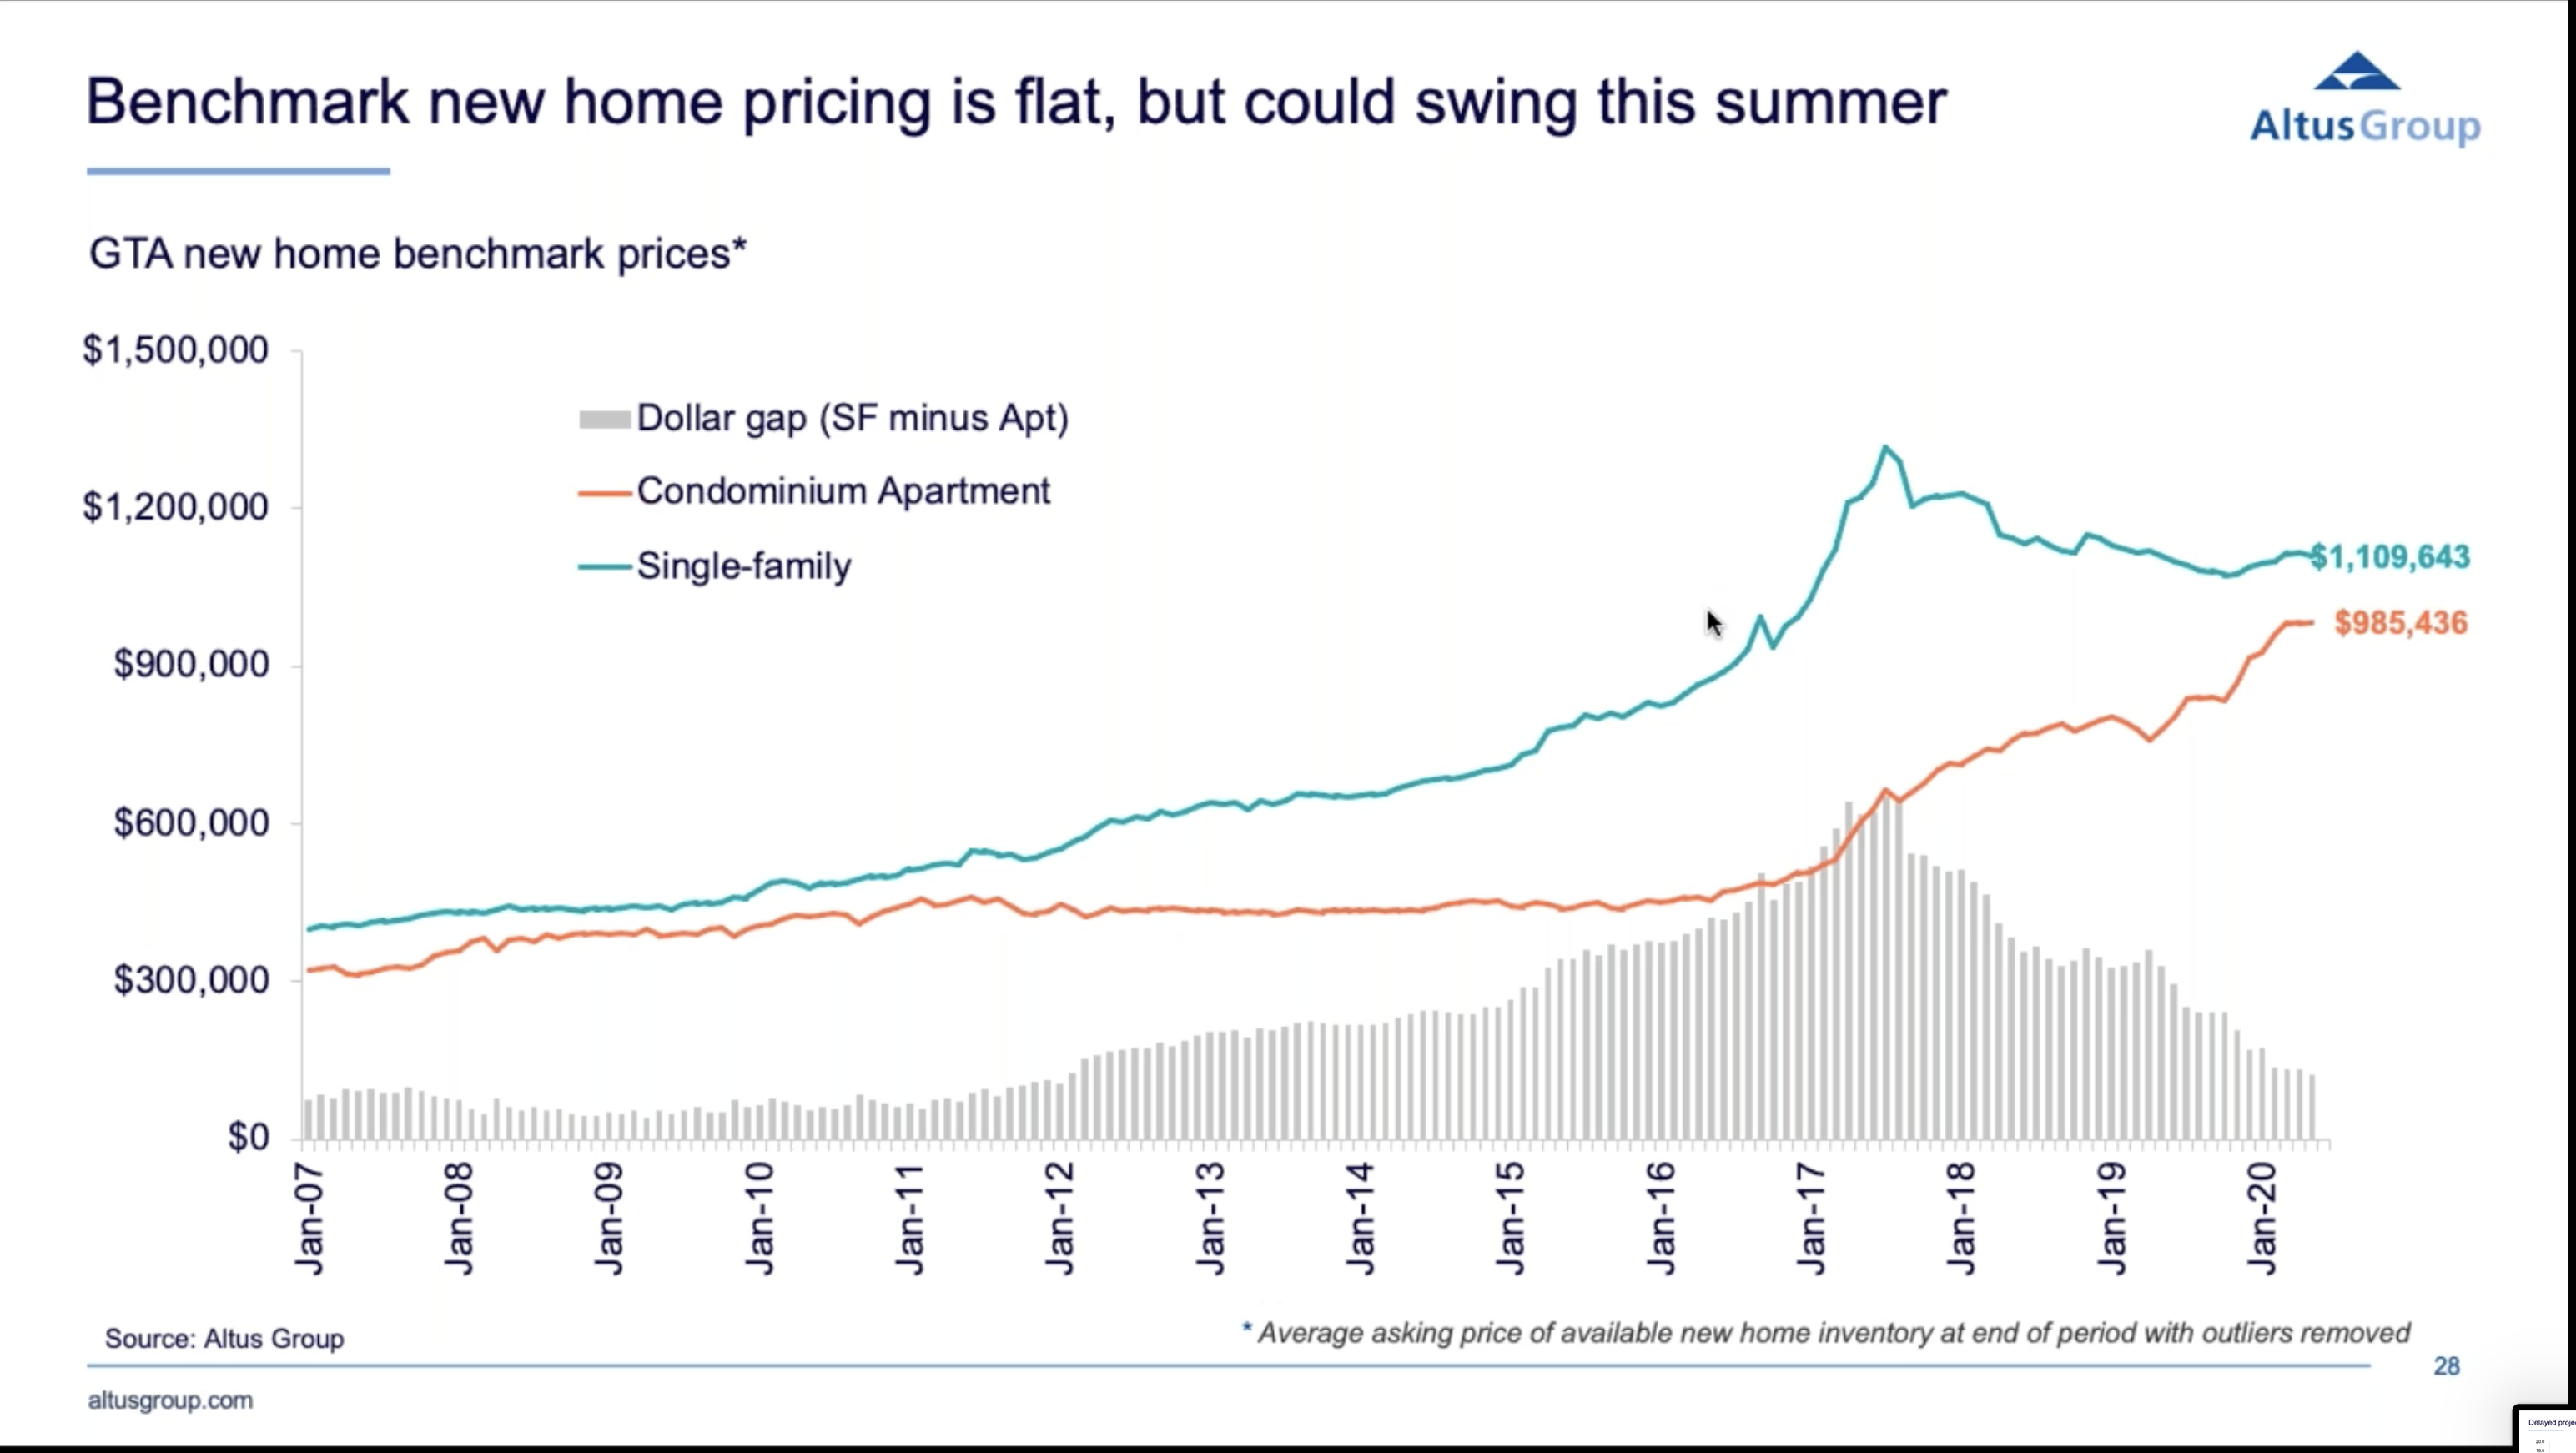 Benchmark new home pricing is flat, but could swing this summer
AltusGroup
GTA new home benchmark prices*
$1,500,000
$1,200,000
$900,000
$600,000
$300,000
$0
Dollar gap (SF minus Apt)
Condominium Apartment
Single-family
$1,109,643
$985,436
Jan-07
Jan-08
Jan-09
Jan-10
Jan-11
Jan-12
Jan-13
Jan-14
Jan-15
Jan-16
Jan-17
Jan-18
Jan-19
Jan-20
Source: Altus Group
* Average asking price of available new home inventory at end of period with outliers removed
28
altusgroup.com
Delayed proje